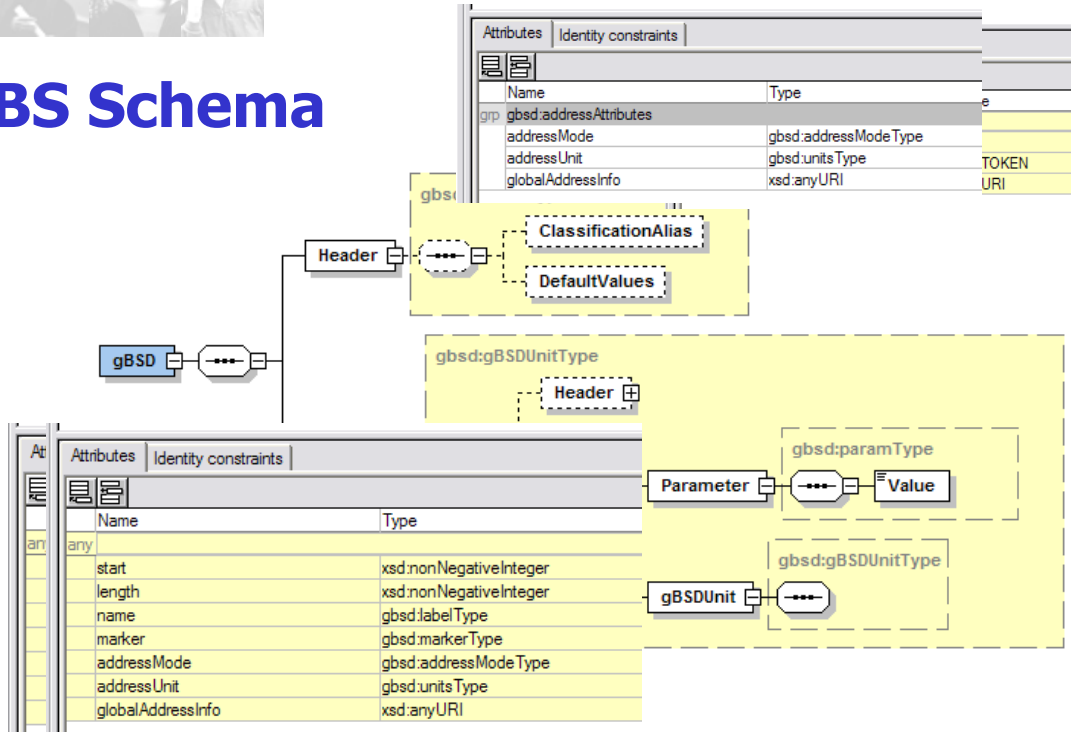 BS Schema
Attributes Identity constraints
Name Type
grp gbsd:addressAttributes
addressMode gbsd:addressModeType
addressUnit gbsd:unitsType
globalAddressInfo xsd:anyURI
e
TOKEN
URI
gbsd
ClassificationAlias
Header
DefaultValues
gBSD
gbsd:gBSDUnitType
Header
gbsd:paramType
Parameter
Value
gbsd:gBSDUnitType
gBSDUnit
Att
an
Attributes Identity constraints
Name Type
any
start xsd:nonNegativeInteger
length xsd:nonNegativeInteger
name gbsd:labelType
marker gbsd:markerType
addressMode gbsd:addressModeType
addressUnit gbsd:unitsType
globalAddressInfo xsd:anyURI